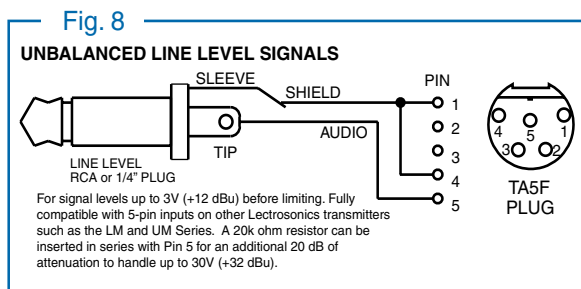 Fig. 8
UNBALANCED LINE LEVEL SIGNALS
SLEEVE
SHIELD
PIN
1
2
3
4
5
AUDIO
TIP
LINE LEVEL
RCA or 1/4” PLUG
4
5
1
3
2
TA5F
PLUG
For signal levels up to 3V (+12 dBu) before limiting. Fully
compatible with 5-pin inputs on other Lectrosonics transmitters
such as the LM and UM Series. A 20k ohm resistor can be
inserted in series with Pin 5 for an additional 20 dB of
attenuation to handle up to 30V (+32 dBu).